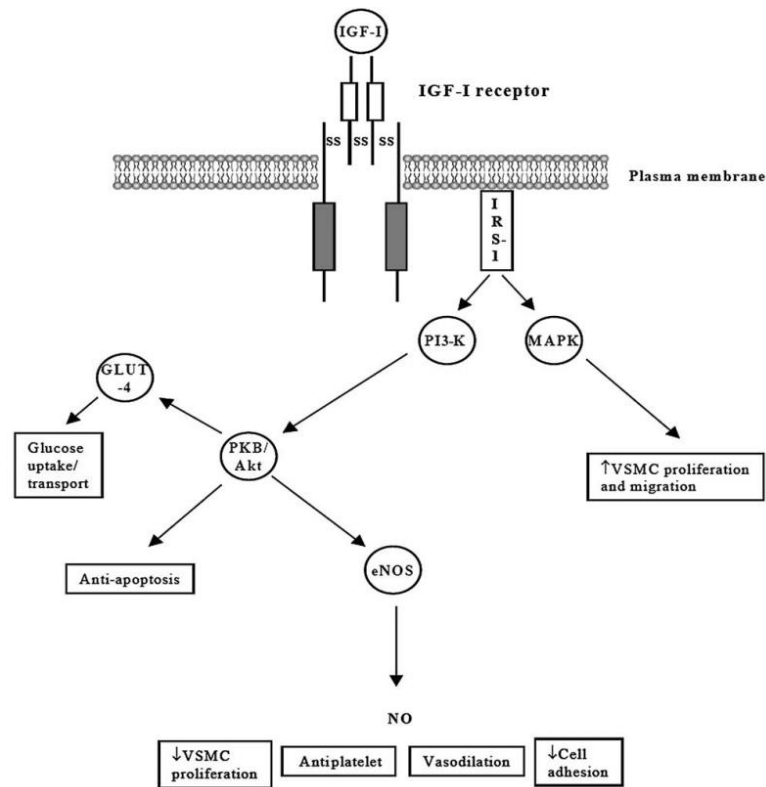 IGF-I
IGF-I receptor
SS SS SS
Plasma membrane
I
R
S-
1
PI3-K
MAPK
GLUT
-4
Glucose
uptake/
transport
PKB/
Akt
↑VSMC proliferation
and migration
Anti-apoptosis
eNOS
NO
↓VSMC
proliferation
Antiplatelet
Vasodilation
↓Cell
adhesion